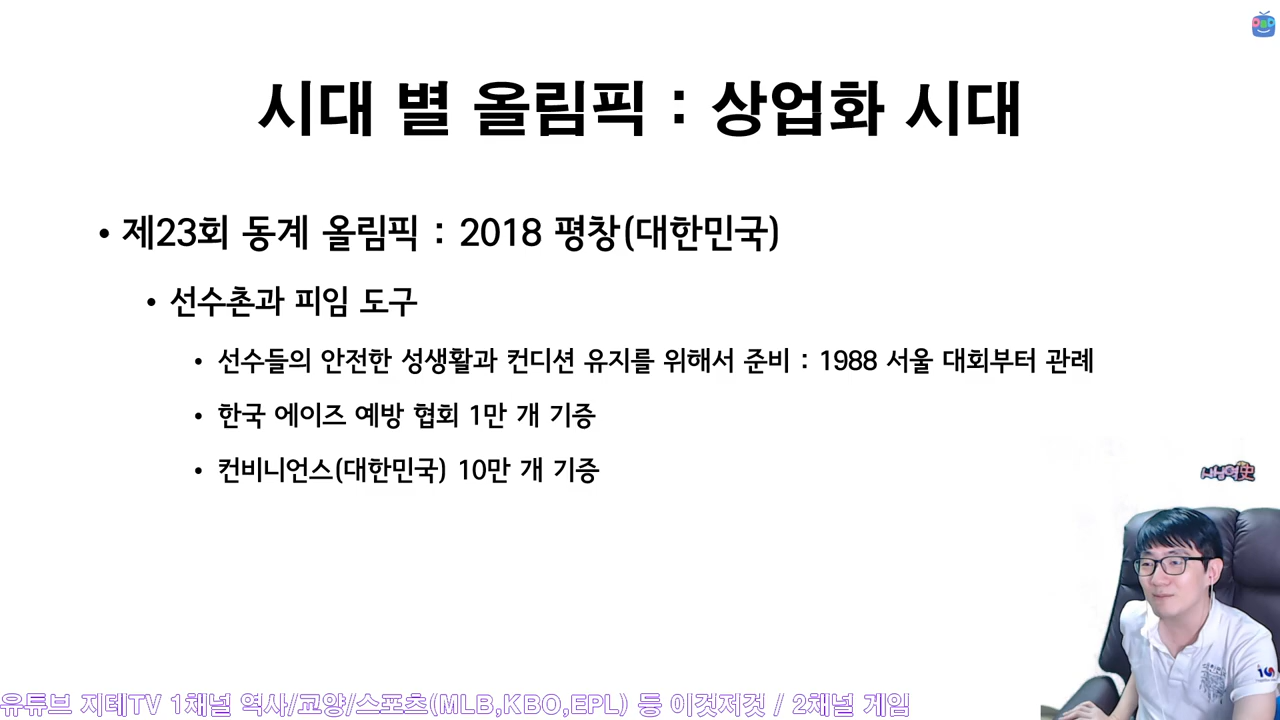 시대 별 올림픽 : 상업화 시대
• 제23회 동계 올림픽 : 2018 평창(대한민국)
• 선수촌과 피임 도구
• 선수들의 안전한 성생활과 컨디션 유지를 위해서 준비 : 1988 서울 대회부터 관례
• 한국 에이즈 예방 협회 1만 개 기증
• 컨비니언스(대한민국) 10만 개 기증
유튜브 지테TV 1채널 역사/교양/스포츠(MLB,KBO,EPL) 등 이것저것 / 2채널 게임